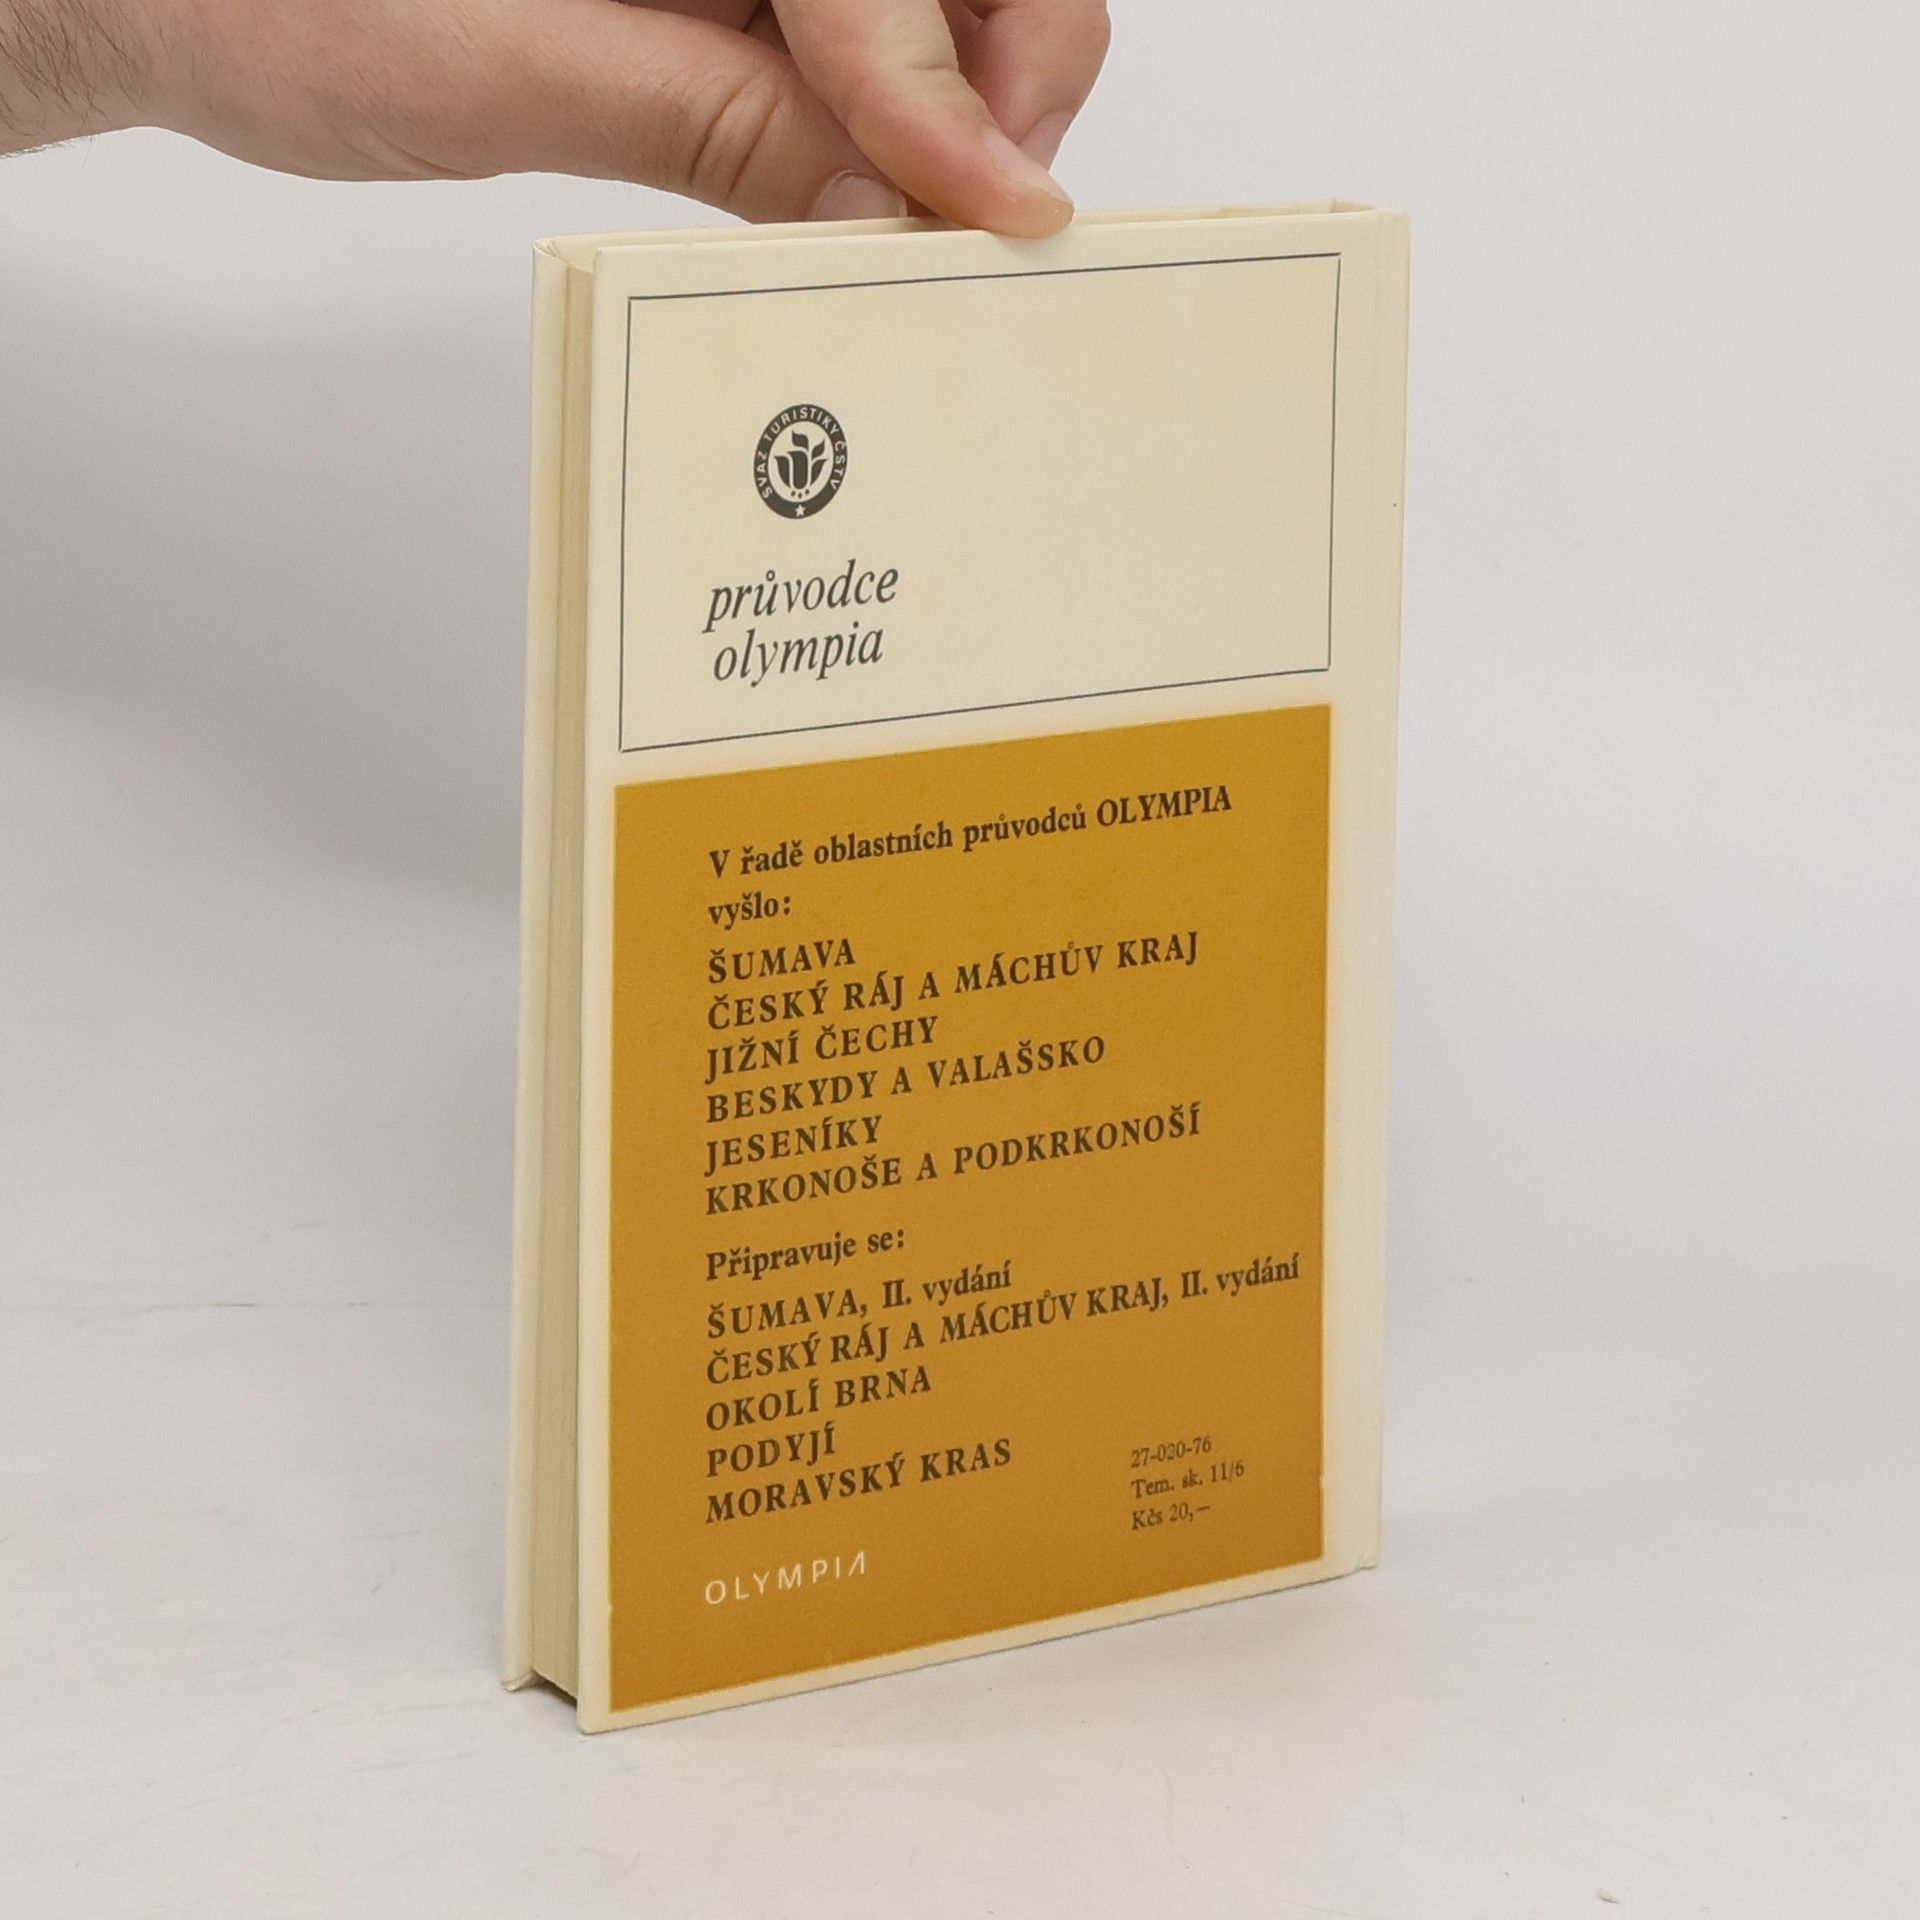 SVAZ TURISTIKY ČSTV
průvodce
olympia
V řadě oblastních průvodců OLYMPIA
vyšlo:
ŠUMAVA
ČESKÝ RÁJ A MÁCHŮV KRAJ
JIŽNÍ ČECHY
BESKYDY A VALAŠSKO
JESENÍKY
KRKONOŠE A PODKRKONOŠÍ
Připravuje se:
ŠUMAVA, II. vydání
ČESKÝ RÁJ A MÁCHŮV KRAJ, II. vydání
OKOLÍ BRNA
PODYJÍ
MORAVSKÝ KRAS
27-020-76
Tem. sk. 11/6
Kčs 20,—
OLYMPIA